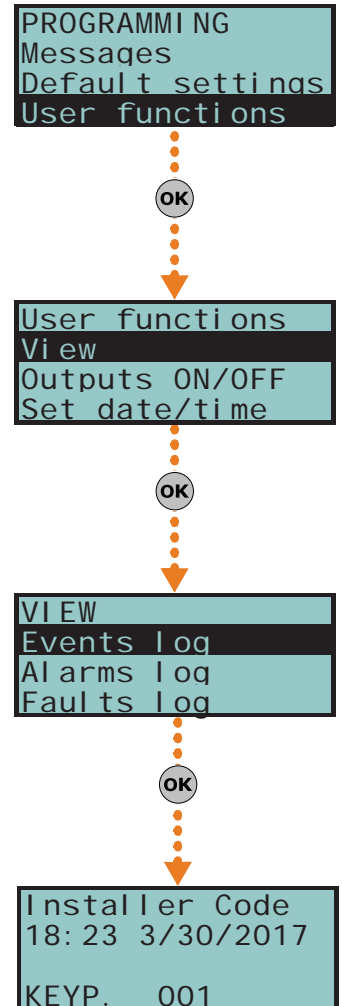 PROGRAMMING
Messages
Default settings
User functions
OK
User functions
View
Outputs ON/OFF
Set date/time
OK
VIEW
Events log
Alarms log
Faults log
OK
Installer Code
18:23 3/30/2017
KEYP. 001